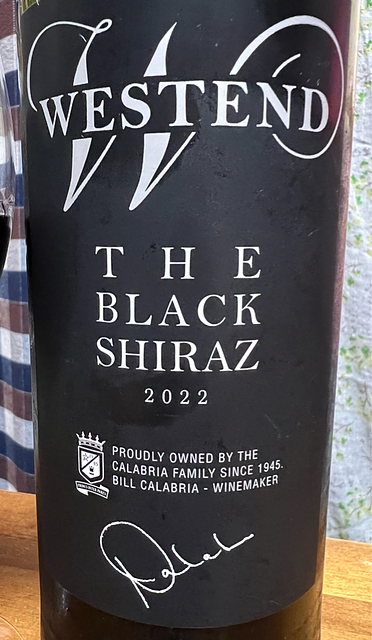 WESTEND
THE
BLACK
SHIRAZ
2022
PROUDLY OWNED BY THE
CALABRIA FAMILY SINCE 1945.
BILL CALABRIA - WINEMAKER